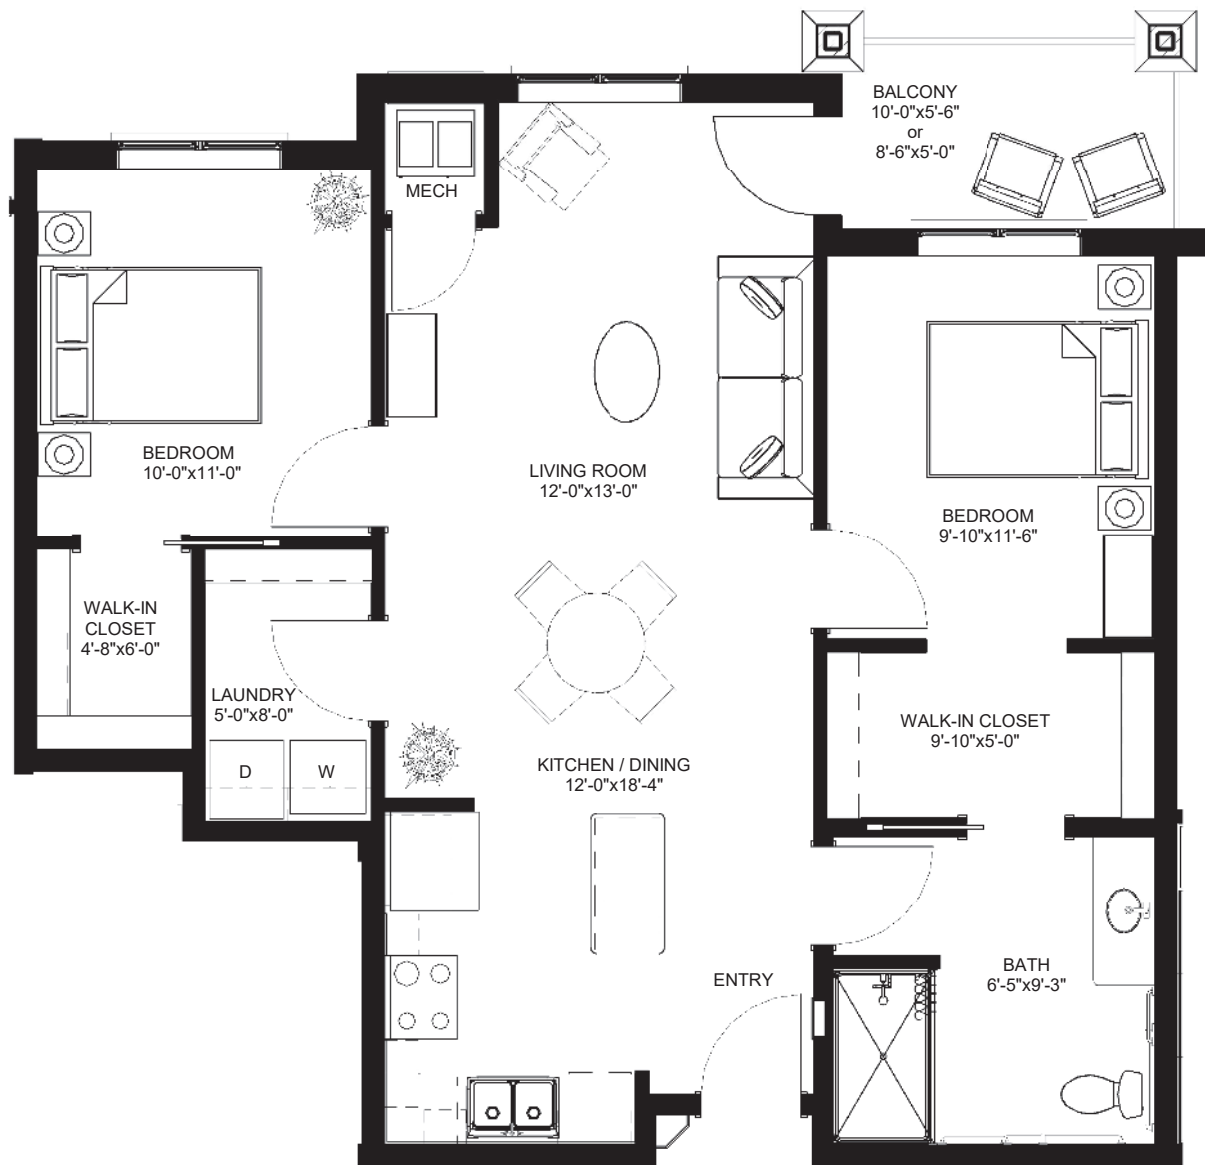 BALCONY
10'-0"x5'-6"
or
8'-6"x5'-0"
MECH
BEDROOM
10'-0"x11'-0"
LIVING ROOM
12'-0"x13'-0"
BEDROOM
9'-10"x11'-6"
WALK-IN
CLOSET
4'-8"x6'-0"
LAUNDRY
5'-0"x8'-0"
WALK-IN CLOSET
9'-10"x5'-0"
D
W
KITCHEN / DINING
12'-0"x18'-4"
ENTRY
BATH
6'-5"x9'-3"